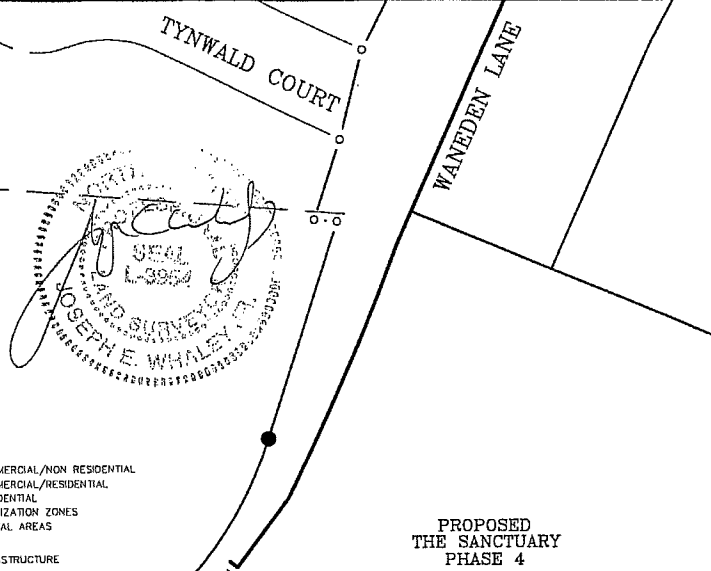 TYNWALD COURT
WANEDEN LANE
SEAL
L-3954
LAND SURVEYOR
JOSEPH E. WHALEY
MERCIAL/NON RESIDENTIAL
MERCIAL/RESIDENTIAL
DENTIAL
IZATION ZONES
AL AREAS
STRUCTURE
PROPOSED
THE SANCTUARY
PHASE 4